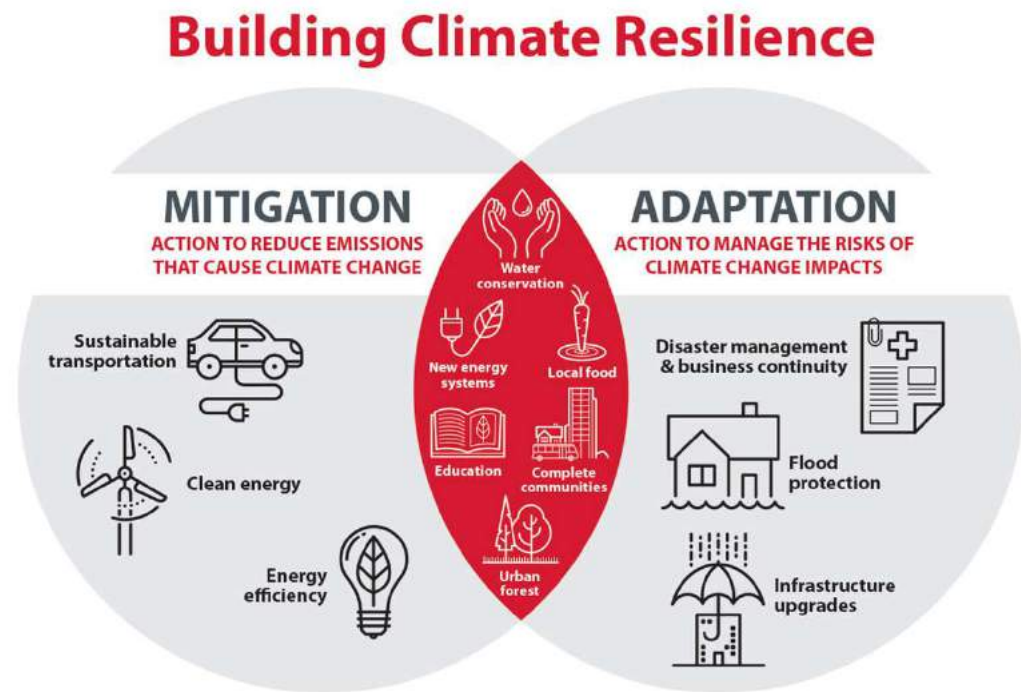 Building Climate Resilience
MITIGATION
ACTION TO REDUCE EMISSIONS
THAT CAUSE CLIMATE CHANGE
Sustainable
transportation
Clean energy
Energy
efficiency
Water
conservation
New energy
systems
Local food
Education
Complete
communities
Urban
forest
ADAPTATION
ACTION TO MANAGE THE RISKS OF
CLIMATE CHANGE IMPACTS
Disaster management
& business continuity
Flood
protection
Infrastructure
upgrades